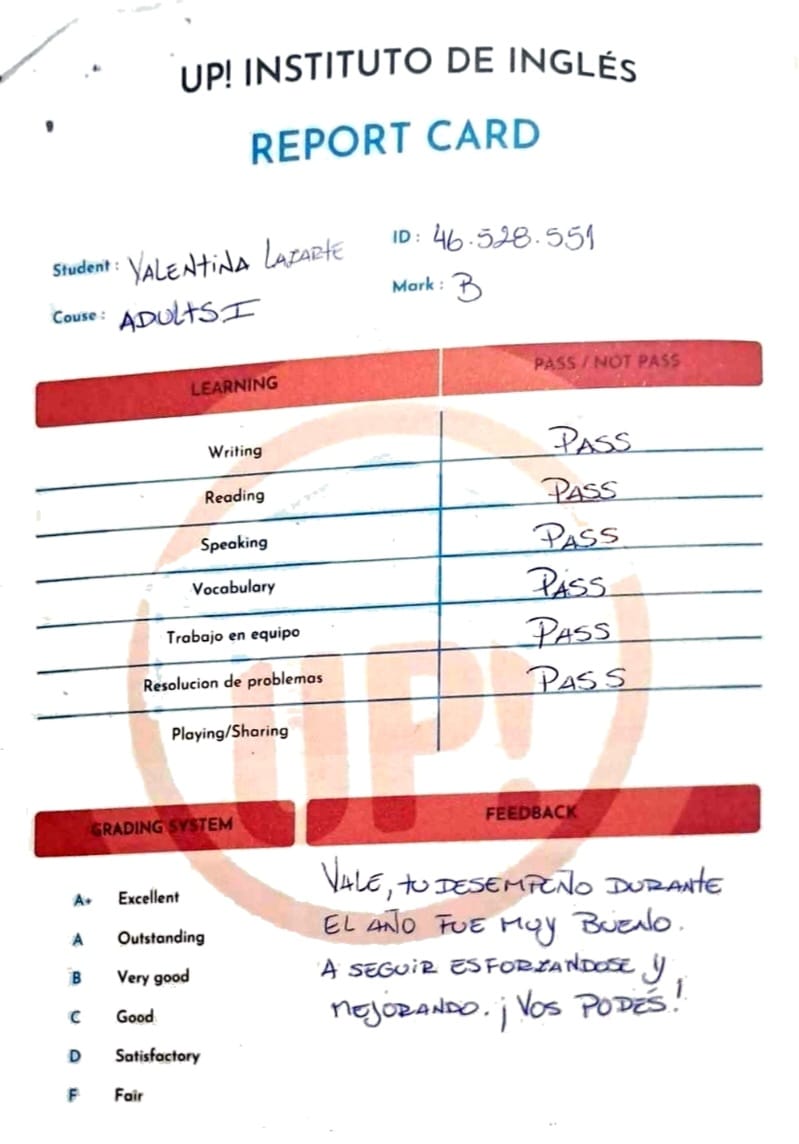 UP! INSTITUTO DE INGLÉS
REPORT CARD
Student: VALENTINA LAZARTE
ID: 46.528.551
Couse: ADULTS I
Mark: B
LEARNING PASS / NOT PASS
Writing PASS
Reading PASS
Speaking PASS
Vocabulary PASS
Trabajo en equipo PASS
Resolucion de problemas PASS
Playing/Sharing
UP!
GRADING SYSTEM
A+ Excellent
A Outstanding
B Very good
C Good
D Satisfactory
F Fair
FEEDBACK
VALE, tU DESEMPEÑO DURANTE
EL AÑO FUE MUY BUENO.
A SEGUIR ESFORZANDOSE Y
MEJORANDO. ¡VOS PODÉS!